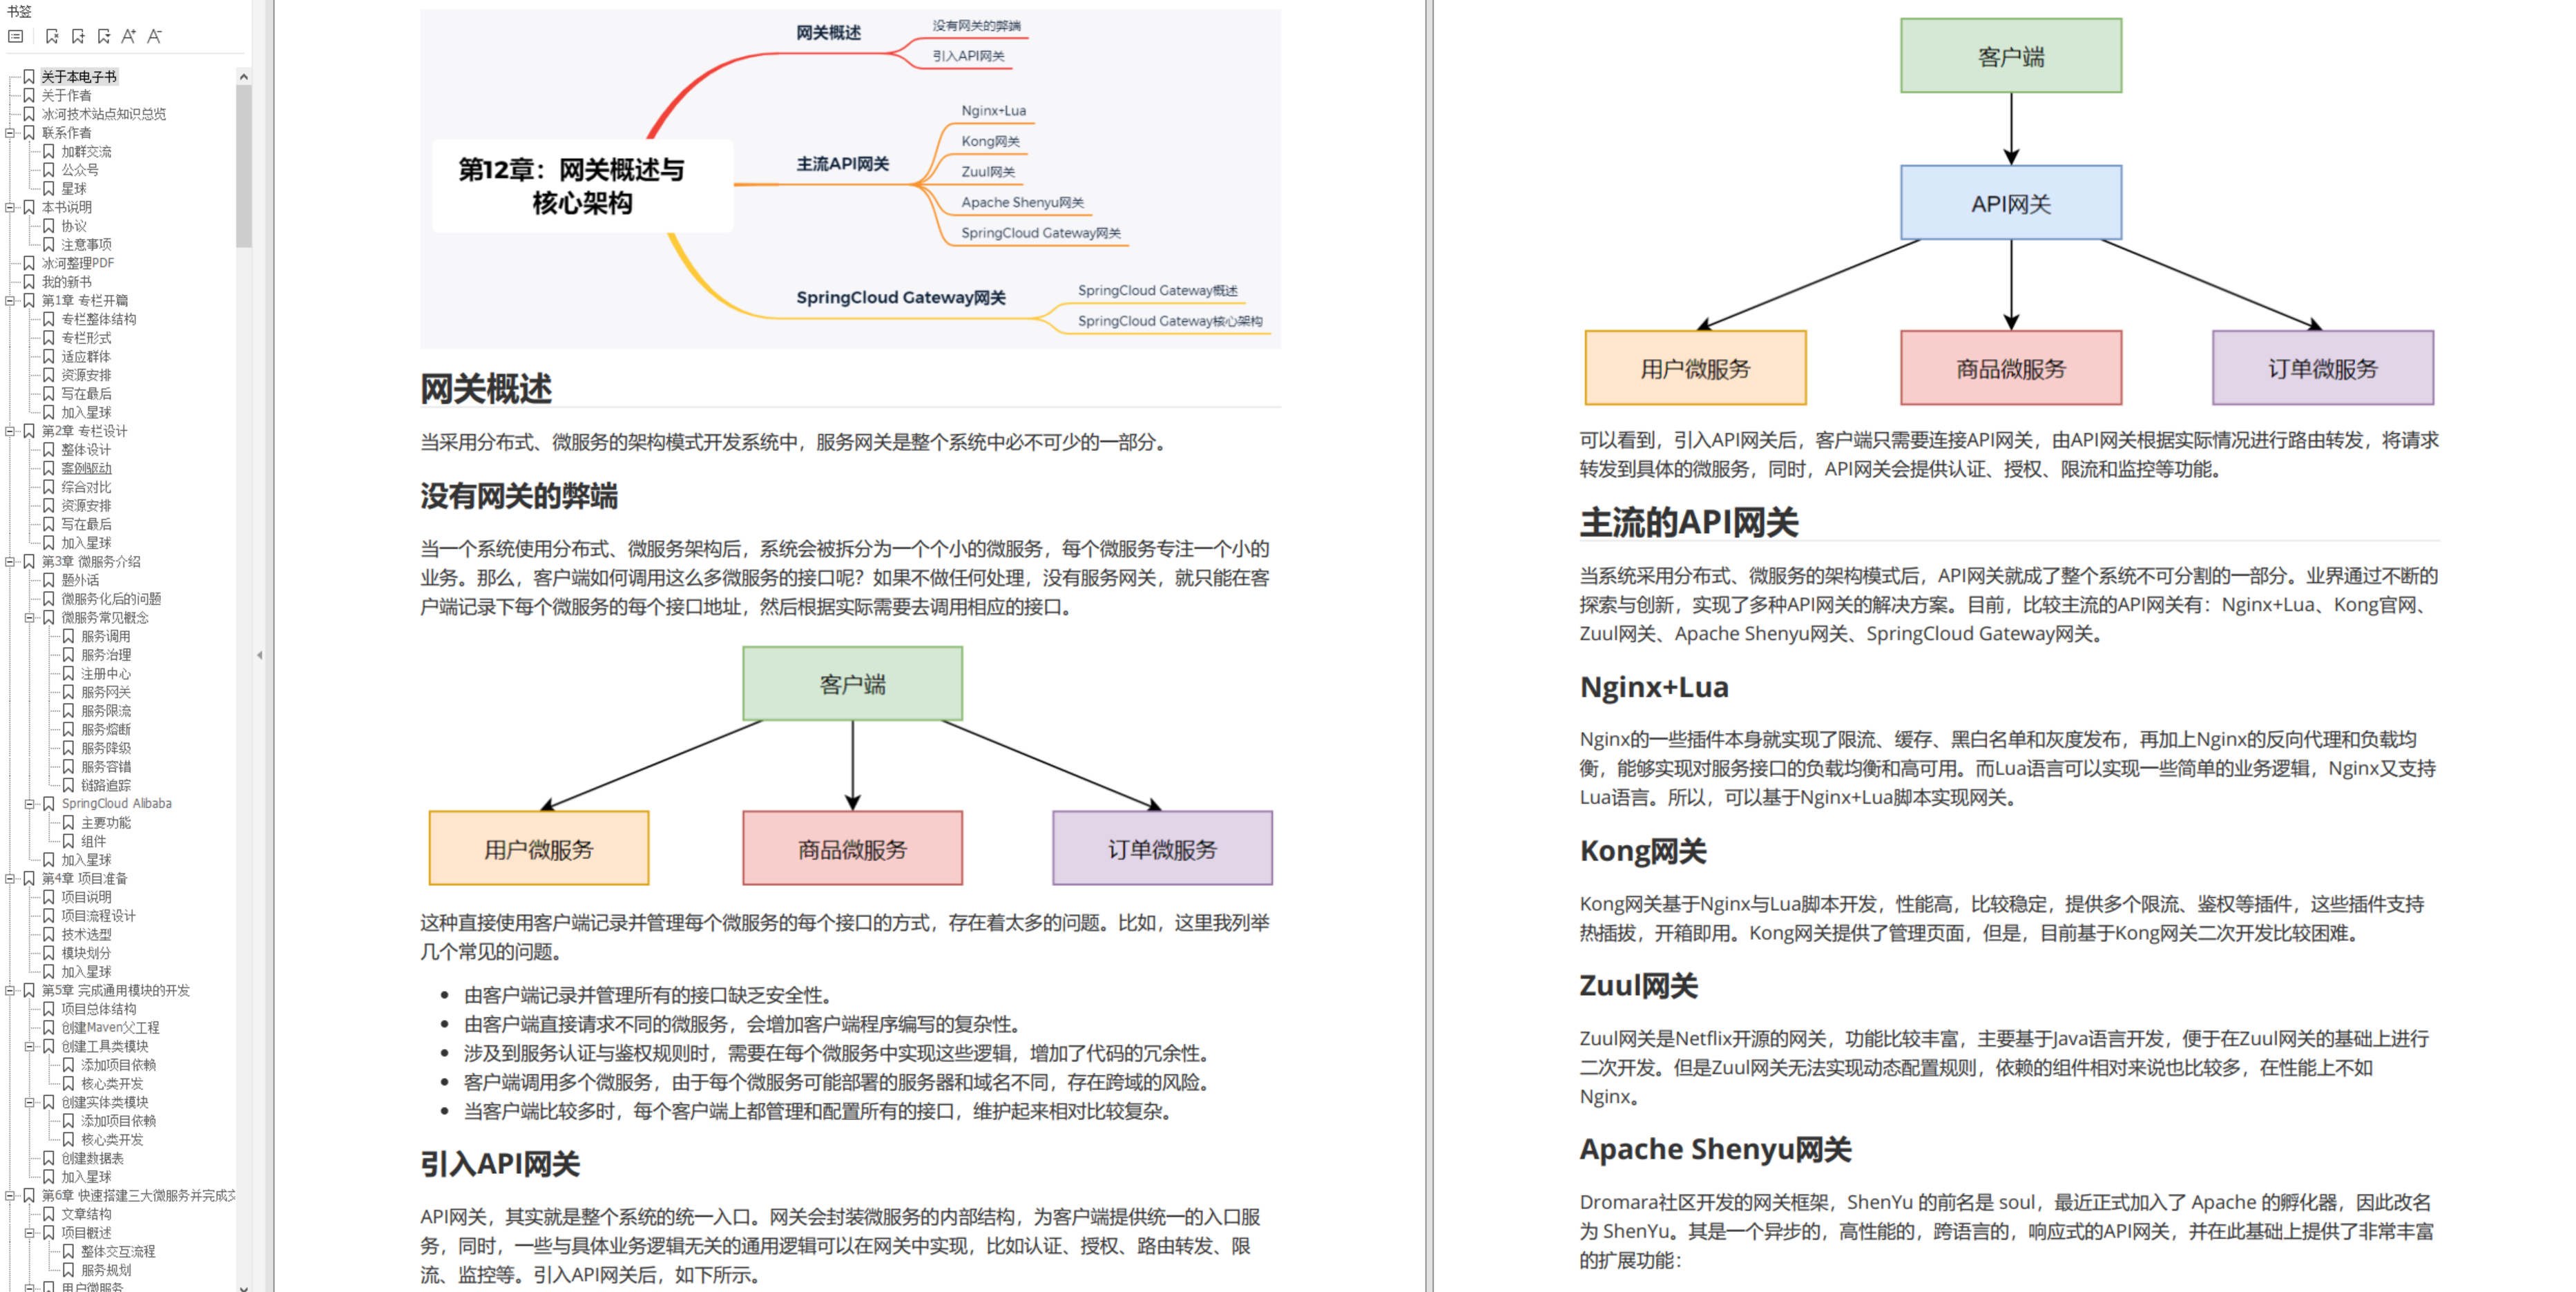 书签
关于本电子书
关于作者
冰河技术站点知识总览
联系作者
加群交流
公众号
星球
本书说明
协议
注意事项
冰河整理PDF
我的新书
第1章 专栏开篇
专栏整体结构
专栏形式
适应群体
资源安排
写在最后
加入星球
第2章 专栏设计
整体设计
案例驱动
综合对比
资源安排
写在最后
加入星球
第3章 微服务介绍
题外话
微服务化后的问题
微服务常见概念
服务调用
服务治理
注册中心
服务网关
服务限流
服务熔断
服务降级
服务容错
链路追踪
SpringCloud Alibaba
主要功能
组件
加入星球
第4章 项目准备
项目说明
项目流程设计
技术选型
模块划分
加入星球
第5章 完成通用模块的开发
项目总体结构
创建Maven父工程
创建工具类模块
添加项目依赖
核心类开发
创建实体类模块
添加项目依赖
核心类开发
创建数据表
加入星球
第6章 快速搭建三大微服务并完成交
文章结构
项目概述
整体交互流程
服务规划
用户微服务
第12章：网关概述与
核心架构
网关概述
没有网关的弊端
引入API网关
主流API网关
Nginx+Lua
Kong网关
Zuul网关
Apache Shenyu网关
SpringCloud Gateway网关
SpringCloud Gateway网关
SpringCloud Gateway概述
SpringCloud Gateway核心架构
网关概述
当采用分布式、微服务的架构模式开发系统中，服务网关是整个系统中必不可少的一部分。
没有网关的弊端
当一个系统使用分布式、微服务架构后，系统会被拆分为一个个小的微服务，每个微服务专注一个小的
业务。那么，客户端如何调用这么多微服务的接口呢？如果不做任何处理，没有服务网关，就只能在客
户端记录下每个微服务的每个接口地址，然后根据实际需要去调用相应的接口。
客户端
用户微服务
商品微服务
订单微服务
这种直接使用客户端记录并管理每个微服务的每个接口的方式，存在着太多的问题。比如，这里我列举
几个常见的问题。
• 由客户端记录并管理所有的接口缺乏安全性。
• 由客户端直接请求不同的微服务，会增加客户端程序编写的复杂性。
• 涉及到服务认证与鉴权规则时，需要在每个微服务中实现这些逻辑，增加了代码的冗余性。
• 客户端调用多个微服务，由于每个微服务可能部署的服务器和域名不同，存在跨域的风险。
• 当客户端比较多时，每个客户端上都管理和配置所有的接口，维护起来相对比较复杂。
引入API网关
API网关，其实就是整个系统的统一入口。网关会封装微服务的内部结构，为客户端提供统一的入口服
务，同时，一些与具体业务逻辑无关的通用逻辑可以在网关中实现，比如认证、授权、路由转发、限
流、监控等。引入API网关后，如下所示。
客户端
API网关
用户微服务
商品微服务
订单微服务
可以看到，引入API网关后，客户端只需要连接API网关，由API网关根据实际情况进行路由转发，将请求
转发到具体的微服务，同时，API网关会提供认证、授权、限流和监控等功能。
主流的API网关
当系统采用分布式、微服务的架构模式后，API网关就成了整个系统不可分割的一部分。业界通过不断的
探索与创新，实现了多种API网关的解决方案。目前，比较主流的API网关有：Nginx+Lua、Kong官网、
Zuul网关、Apache Shenyu网关、SpringCloud Gateway网关。
Nginx+Lua
Nginx的一些插件本身就实现了限流、缓存、黑白名单和灰度发布，再加上Nginx的反向代理和负载均
衡，能够实现对服务接口的负载均衡和高可用。而Lua语言可以实现一些简单的业务逻辑，Nginx又支持
Lua语言。所以，可以基于Nginx+Lua脚本实现网关。
Kong网关
Kong网关基于Nginx与Lua脚本开发，性能高，比较稳定，提供多个限流、鉴权等插件，这些插件支持
热插拔，开箱即用。Kong网关提供了管理页面，但是，目前基于Kong网关二次开发比较困难。
Zuul网关
Zuul网关是Netflix开源的网关，功能比较丰富，主要基于Java语言开发，便于在Zuul网关的基础上进行
二次开发。但是Zuul网关无法实现动态配置规则，依赖的组件相对来说也比较多，在性能上不如
Nginx。
Apache Shenyu网关
Dromara社区开发的网关框架，ShenYu 的前名是 soul，最近正式加入了 Apache 的孵化器，因此改名
为 ShenYu。其是一个异步的，高性能的，跨语言的，响应式的API网关，并在此基础上提供了非常丰富
的扩展功能：